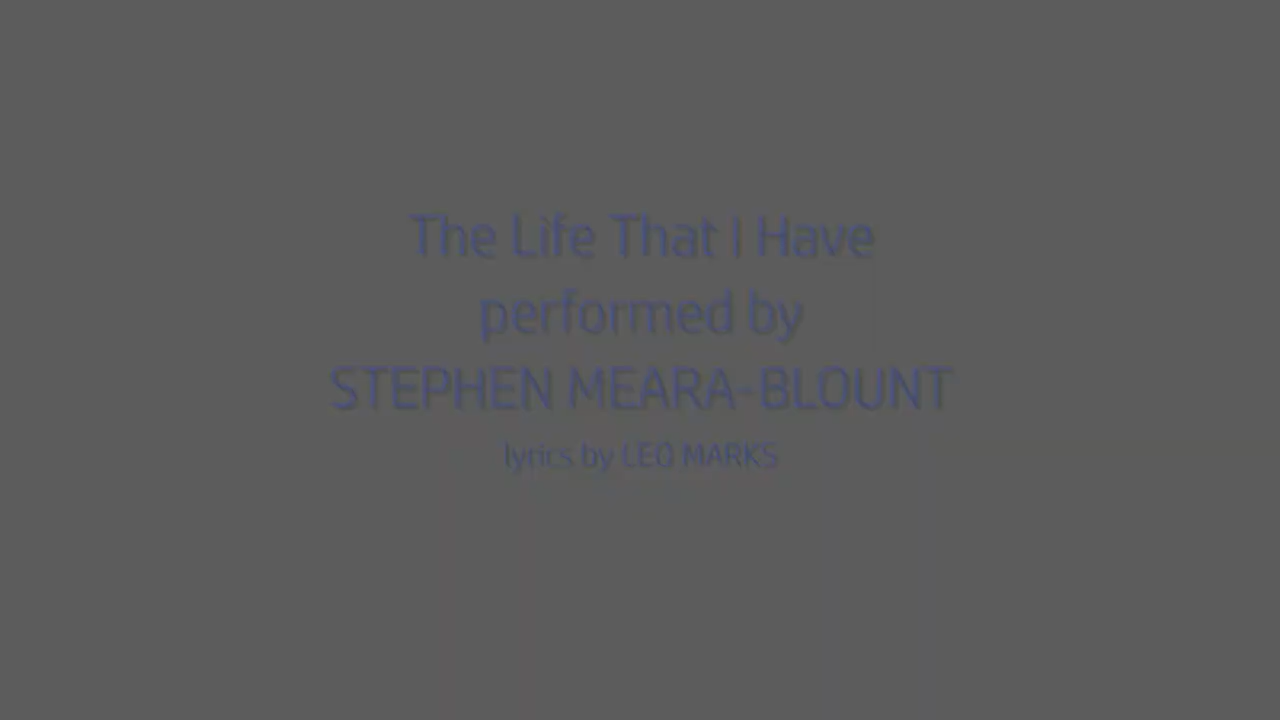 The Life That I Have
performed by
STEPHEN MEARA-BLOUNT
lyrics by LEO MARKS